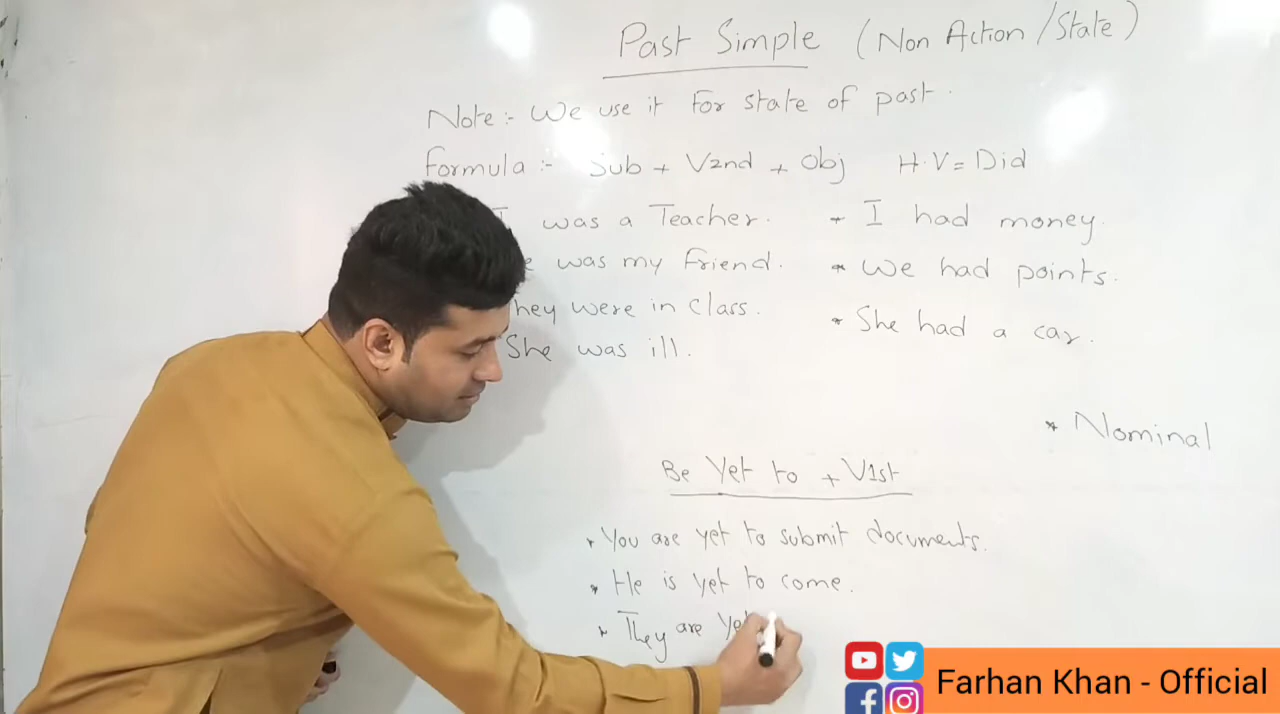 Past Simple (Non Action/State)
Note:- We use it For state of past.
formula:- Sub + V2nd + Obj H.V = Did
was a Teacher.
was my friend.
hey were in class.
She was ill.
* I had money.
* We had points.
* She had a car.
* Nominal
Be Yet to + V1st
* You are yet to submit documents.
* He is yet to come.
* They are Yet
Farhan Khan - Official